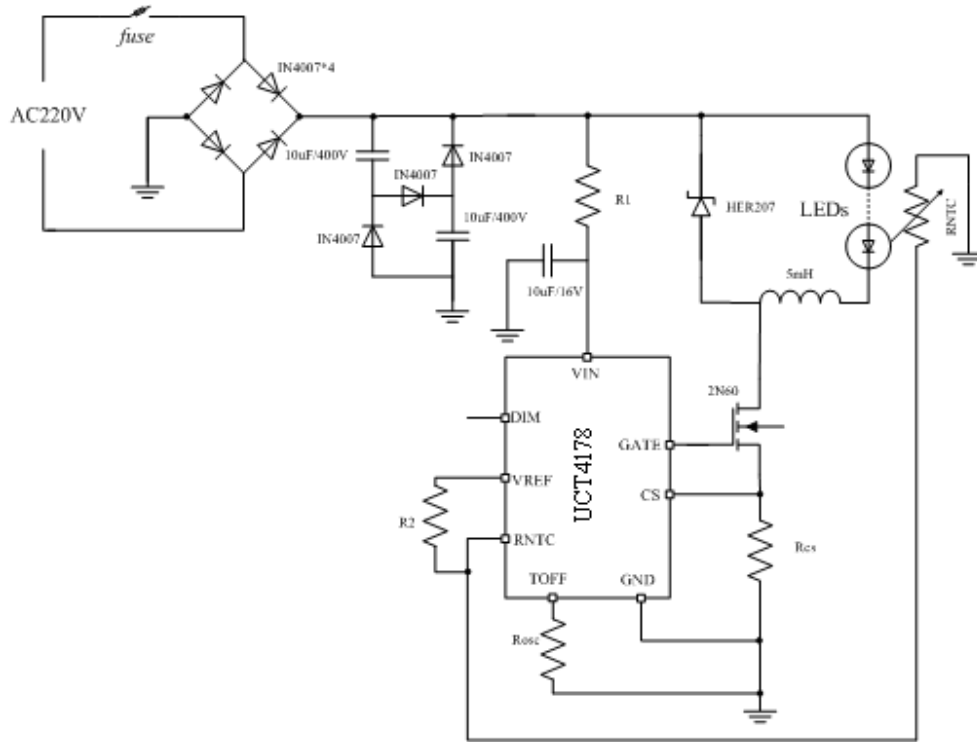 fuse
IN4007*4
AC220V
10uF/400V
IN4007
IN4007
IN4007
10uF/400V
R1
HER207
LEDs
RNTC
10uF/16V
5mH
VIN
2N60
DIM
GATE
UCT4178
VREF
CS
R2
RNTC
Rcs
TOFF
GND
Rosc